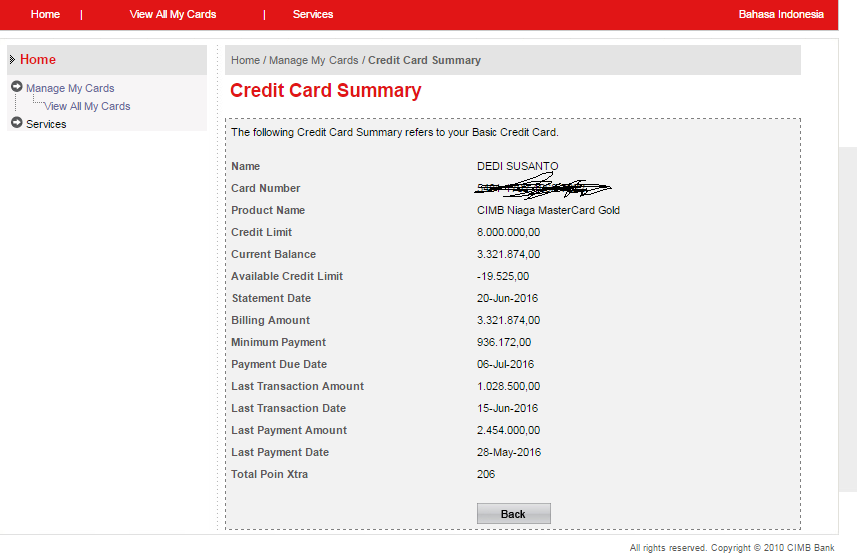 Home | View All My Cards | Services Bahasa Indonesia
Home
Manage My Cards
View All My Cards
Services
Home / Manage My Cards / Credit Card Summary
Credit Card Summary
The following Credit Card Summary refers to your Basic Credit Card.
Name DEDI SUSANTO
Card Number
Product Name CIMB Niaga MasterCard Gold
Credit Limit 8.000.000,00
Current Balance 3.321.874,00
Available Credit Limit -19.525,00
Statement Date 20-Jun-2016
Billing Amount 3.321.874,00
Minimum Payment 936.172,00
Payment Due Date 06-Jul-2016
Last Transaction Amount 1.028.500,00
Last Transaction Date 15-Jun-2016
Last Payment Amount 2.454.000,00
Last Payment Date 28-May-2016
Total Poin Xtra 206
Back
All rights reserved. Copyright © 2010 CIMB Bank